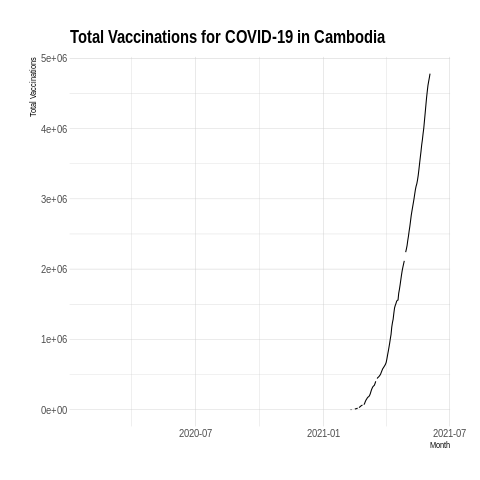 Total Vaccinations for COVID-19 in Cambodia
Total Vaccinations
5e+06
4e+06
3e+06
2e+06
1e+06
0e+00
2020-07
2021-01
2021-07
Month